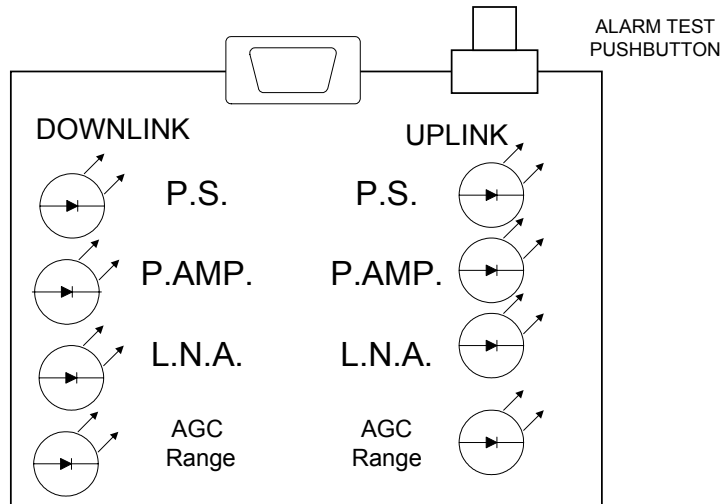 ALARM TEST
PUSHBUTTON
DOWNLINK UPLINK
P.S. P.S.
P.AMP. P.AMP.
L.N.A. L.N.A.
AGC AGC
Range Range